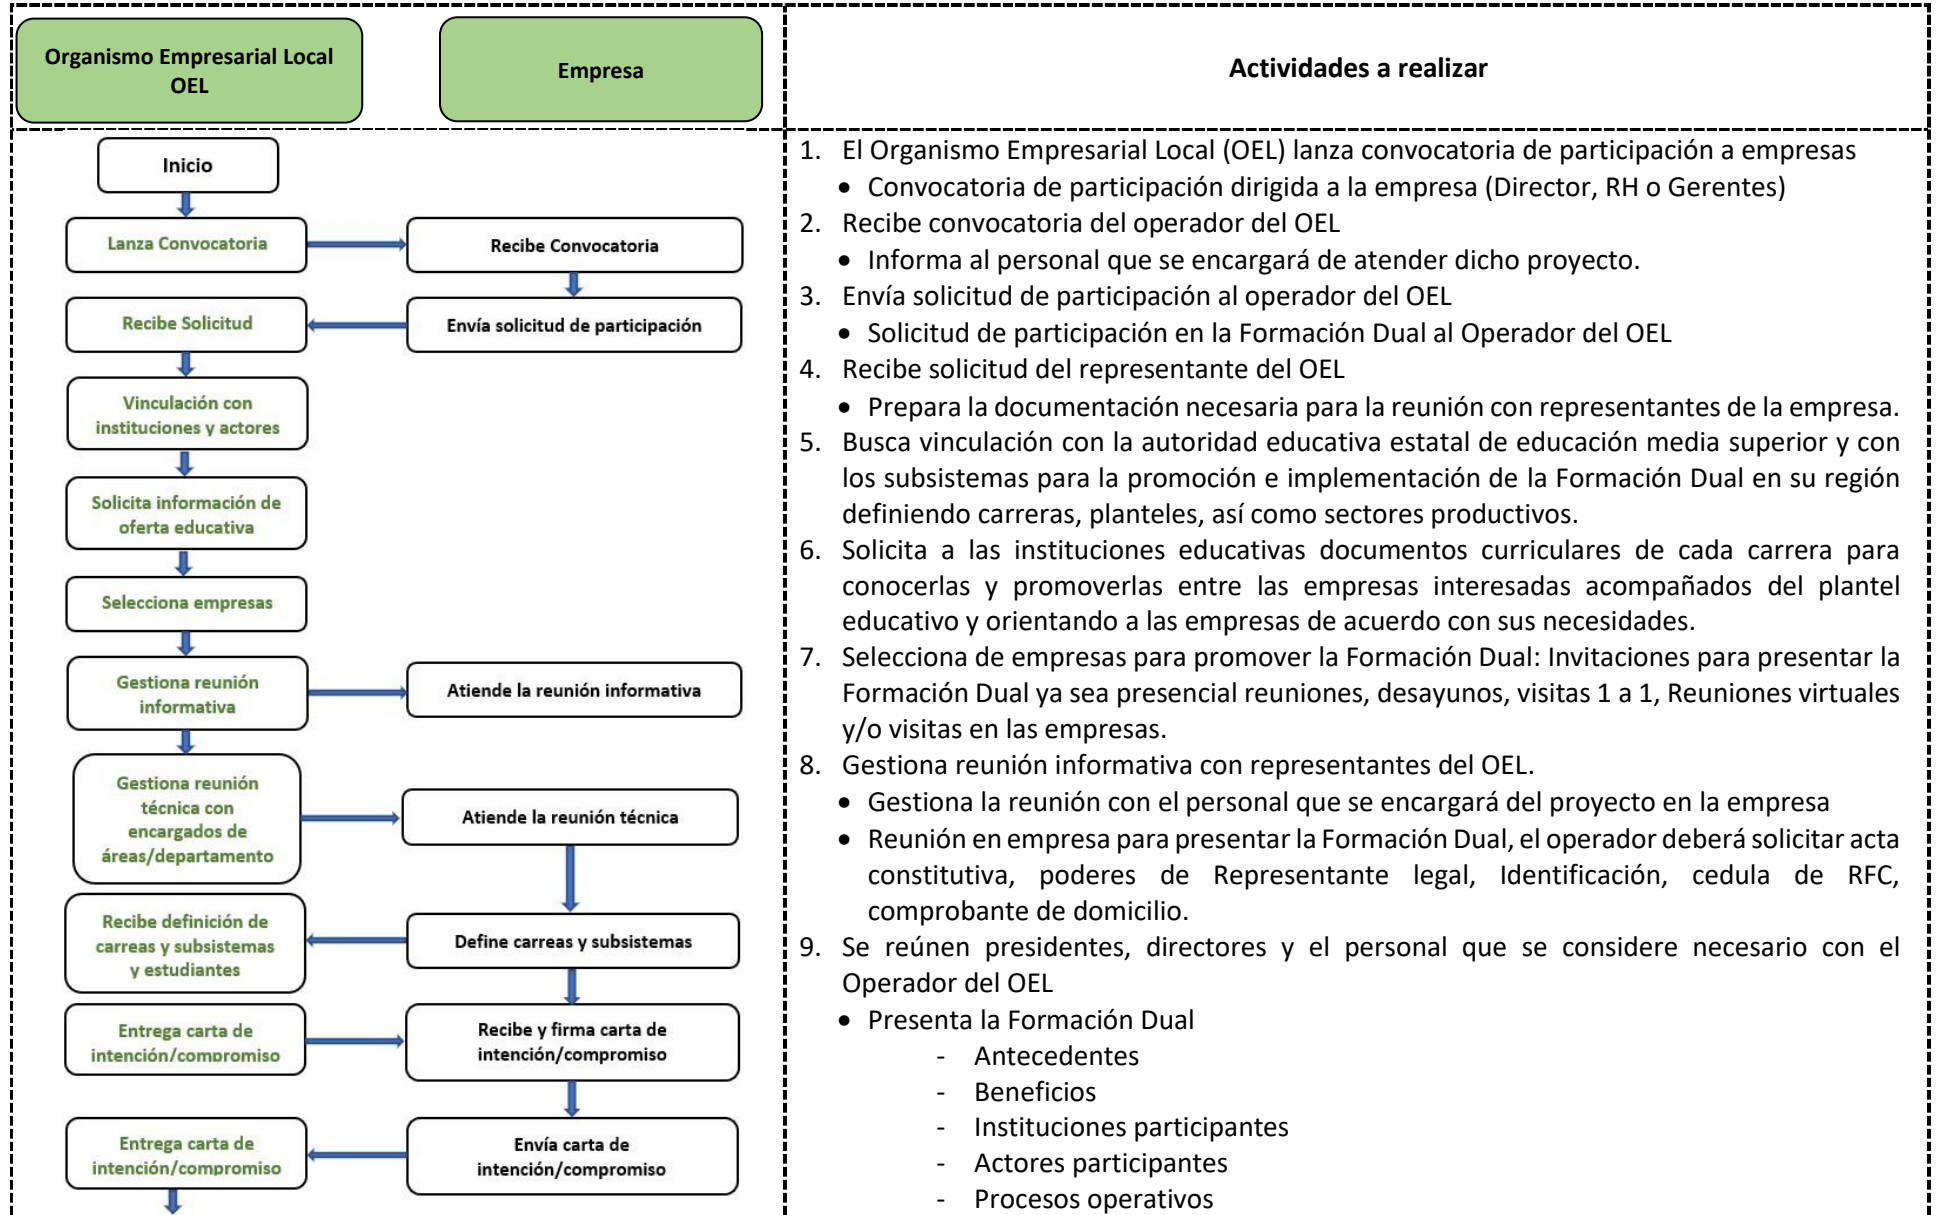 Organismo Empresarial Local
OEL
Empresa
Actividades a realizar
Inicio
Lanza Convocatoria
Recibe Convocatoria
Recibe Solicitud
Envía solicitud de participación
Vinculación con
instituciones y actores
Solicita información de
oferta educativa
Selecciona empresas
Gestiona reunión
informativa
Atiende la reunión informativa
Gestiona reunión
técnica con
encargados de
áreas/departamento
Atiende la reunión técnica
Recibe definición de
carreas y subsistemas
y estudiantes
Define carreas y subsistemas
Entrega carta de
intención/compromiso
Recibe y firma carta de
intención/compromiso
Entrega carta de
intención/compromiso
Envía carta de
intención/compromiso
1. El Organismo Empresarial Local (OEL) lanza convocatoria de participación a empresas
• Convocatoria de participación dirigida a la empresa (Director, RH o Gerentes)
2. Recibe convocatoria del operador del OEL
• Informa al personal que se encargará de atender dicho proyecto.
3. Envía solicitud de participación al operador del OEL
• Solicitud de participación en la Formación Dual al Operador del OEL
4. Recibe solicitud del representante del OEL
• Prepara la documentación necesaria para la reunión con representantes de la empresa.
5. Busca vinculación con la autoridad educativa estatal de educación media superior y con
los subsistemas para la promoción e implementación de la Formación Dual en su región
definiendo carreras, planteles, así como sectores productivos.
6. Solicita a las instituciones educativas documentos curriculares de cada carrera para
conocerlas y promoverlas entre las empresas interesadas acompañados del plantel
educativo y orientando a las empresas de acuerdo con sus necesidades.
7. Selecciona de empresas para promover la Formación Dual: Invitaciones para presentar la
Formación Dual ya sea presencial reuniones, desayunos, visitas 1 a 1, Reuniones virtuales
y/o visitas en las empresas.
8. Gestiona reunión informativa con representantes del OEL.
• Gestiona la reunión con el personal que se encargará del proyecto en la empresa
• Reunión en empresa para presentar la Formación Dual, el operador deberá solicitar acta
constitutiva, poderes de Representante legal, Identificación, cedula de RFC,
comprobante de domicilio.
9. Se reúnen presidentes, directores y el personal que se considere necesario con el
Operador del OEL
• Presenta la Formación Dual
- Antecedentes
- Beneficios
- Instituciones participantes
- Actores participantes
- Procesos operativos